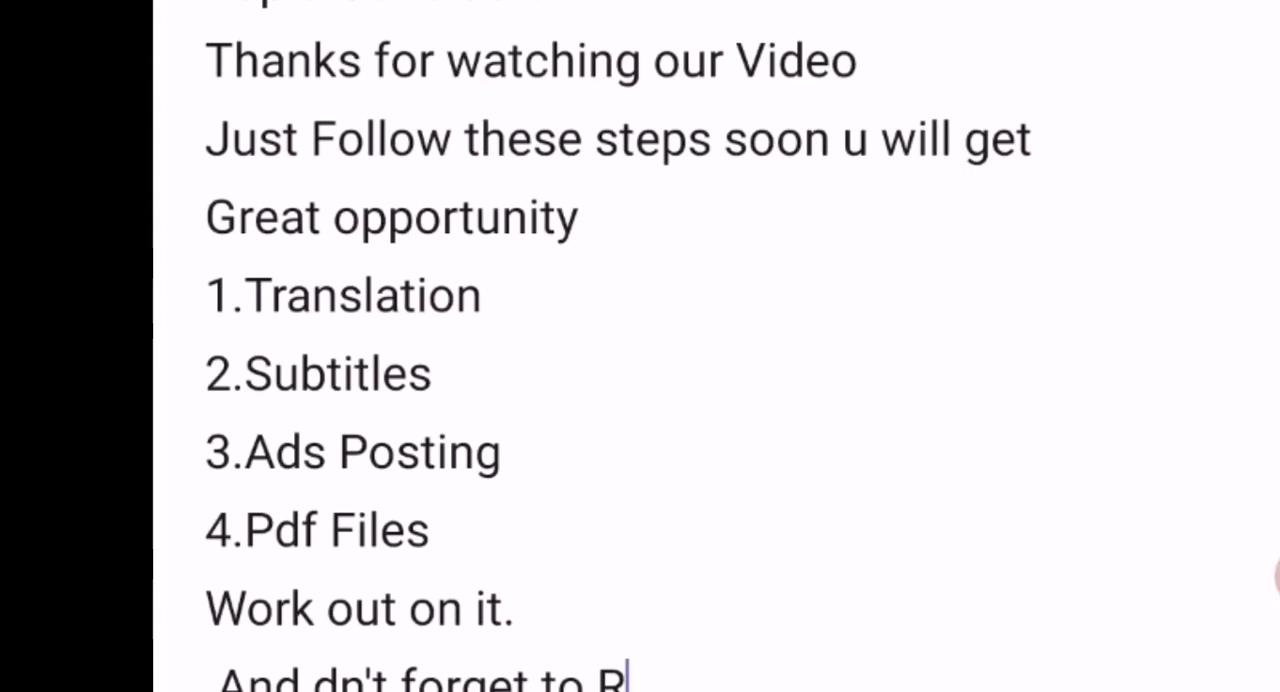 Thanks for watching our Video
Just Follow these steps soon u will get
Great opportunity
1.Translation
2.Subtitles
3.Ads Posting
4.Pdf Files
Work out on it.
And dn't forget to R